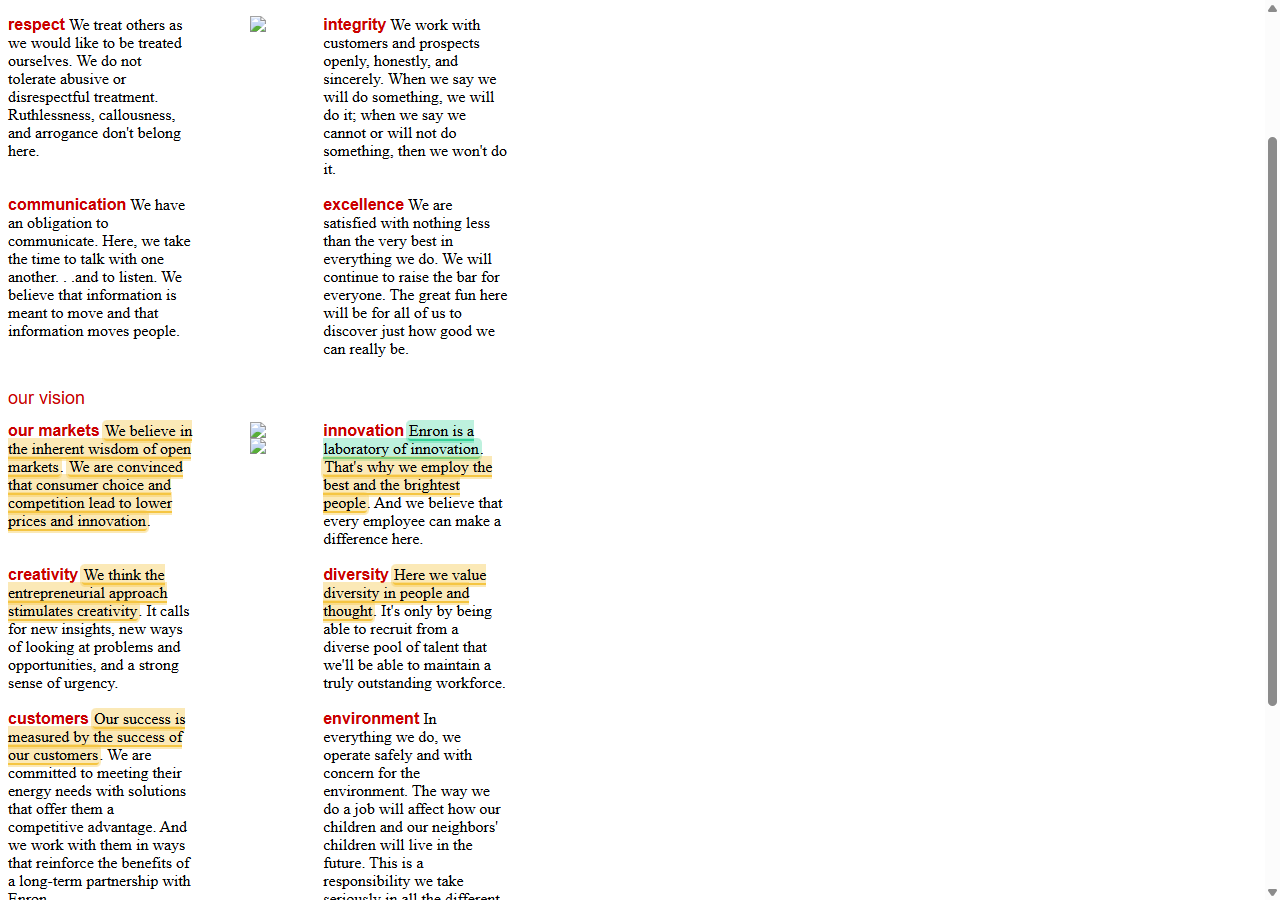 respect We treat others as
we would like to be treated
ourselves. We do not
tolerate abusive or
disrespectful treatment.
Ruthlessness, callousness,
and arrogance don't belong
here.
integrity We work with
customers and prospects
openly, honestly, and
sincerely. When we say we
will do something, we will
do it; when we say we
cannot or will not do
something, then we won't do
it.
communication We have
an obligation to
communicate. Here, we take
the time to talk with one
another. . .and to listen. We
believe that information is
meant to move and that
information moves people.
excellence We are
satisfied with nothing less
than the very best in
everything we do. We will
continue to raise the bar for
everyone. The great fun here
will be for all of us to
discover just how good we
can really be.
our vision
our markets We believe in
the inherent wisdom of open
markets. We are convinced
that consumer choice and
competition lead to lower
prices and innovation.
innovation Enron is a
laboratory of innovation.
That's why we employ the
best and the brightest
people. And we believe that
every employee can make a
difference here.
creativity We think the
entrepreneurial approach
stimulates creativity. It calls
for new insights, new ways
of looking at problems and
opportunities, and a strong
sense of urgency.
diversity Here we value
diversity in people and
thought. It's only by being
able to recruit from a
diverse pool of talent that
we'll be able to maintain a
truly outstanding workforce.
customers Our success is
measured by the success of
our customers. We are
committed to meeting their
energy needs with solutions
that offer them a
competitive advantage. And
we work with them in ways
that reinforce the benefits of
a long-term partnership with
Enron.
environment In
everything we do, we
operate safely and with
concern for the
environment. The way we
do a job will affect how our
children and our neighbors'
children will live in the
future. This is a
responsibility we take
seriously in all the different